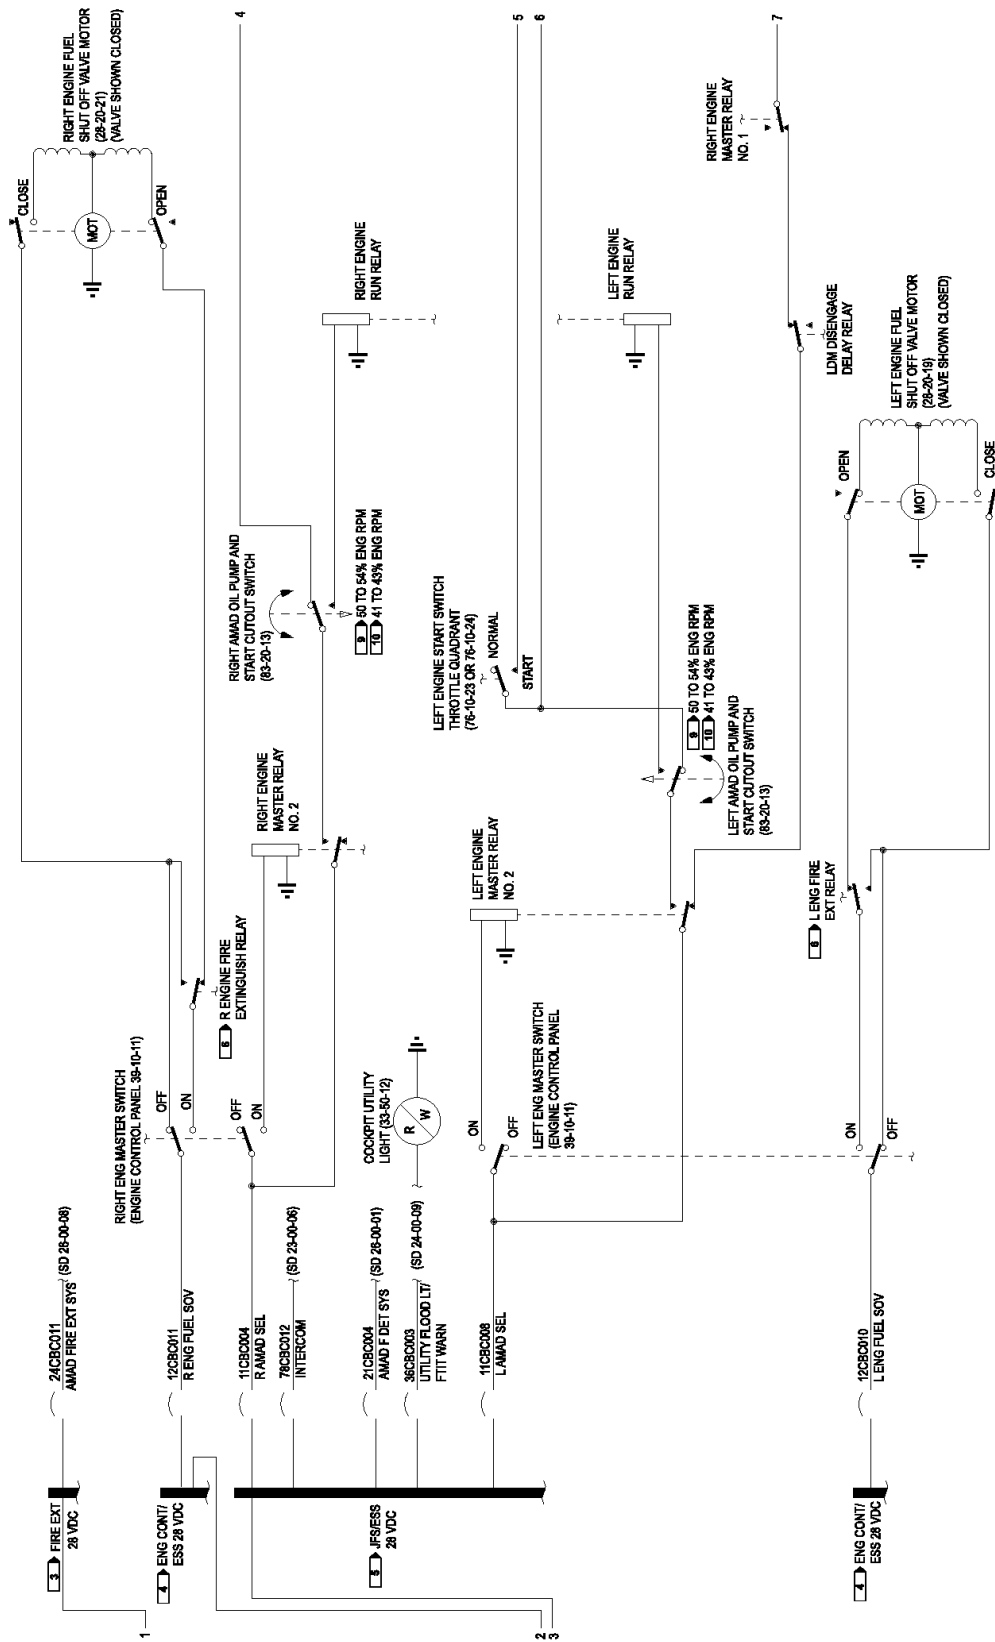 3
FIRE EXT
28 VDC
24CBC011
AMAD FIRE EXT SYS
(SD 26-00-08)
RIGHT ENG MASTER SWITCH
(ENGINE CONTROL PANEL 39-10-11)
CLOSE
MOT
OPEN
RIGHT ENGINE FUEL
SHUT OFF VALVE MOTOR
(28-20-21)
(VALVE SHOWN CLOSED)
1
4
ENG CONT/
ESS 28 VDC
12CBC011
R ENG FUEL SOV
OFF
ON
6
R ENGINE FIRE
EXTINGUISH RELAY
4
11CBC004
R AMAD SEL
OFF
ON
RIGHT ENGINE
MASTER RELAY
NO. 2
RIGHT AMAD OIL PUMP AND
START CUTOUT SWITCH
(83-20-13)
78CBC012
INTERCOM
(SD 23-00-06)
9
50 TO 54% ENG RPM
10
41 TO 43% ENG RPM
RIGHT ENGINE
RUN RELAY
5
JFS/ESS
28 VDC
21CBC004
AMAD F DET SYS
(SD 26-00-01)
COCKPIT UTILITY
LIGHT (33-50-12)
R
W
36CBC003
UTILITY FLOOD LT/
FTIT WARN
(SD 24-00-09)
LEFT ENGINE START SWITCH
THROTTLE QUADRANT
(76-10-23 OR 76-10-24)
NORMAL
START
5
6
11CBC008
L AMAD SEL
ON
OFF
LEFT ENGINE
MASTER RELAY
NO. 2
LEFT ENG MASTER SWITCH
(ENGINE CONTROL PANEL
39-10-11)
2
3
LEFT ENGINE
RUN RELAY
9
50 TO 54% ENG RPM
10
41 TO 43% ENG RPM
LEFT AMAD OIL PUMP AND
START CUTOUT SWITCH
(83-20-13)
RIGHT ENGINE
MASTER RELAY
NO. 1
7
LDM DISENGAGE
DELAY RELAY
4
ENG CONT/
ESS 28 VDC
12CBC010
L ENG FUEL SOV
ON
OFF
6
L ENG FIRE
EXT RELAY
OPEN
MOT
CLOSE
LEFT ENGINE FUEL
SHUT OFF VALVE MOTOR
(28-20-19)
(VALVE SHOWN CLOSED)